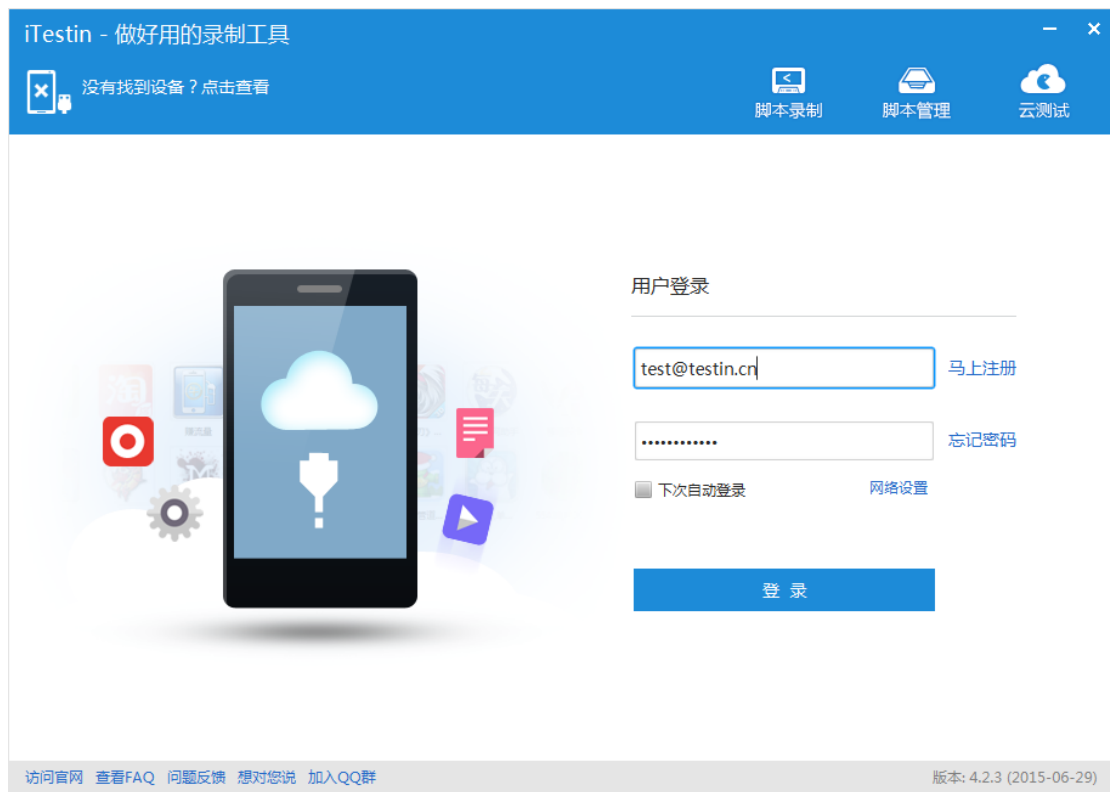 iTestin - 做好用的录制工具
没有找到设备？点击查看
脚本录制 脚本管理 云测试
用户登录
test@testin.cn 马上注册
•••••••••••• 忘记密码
下次自动登录 网络设置
登 录
访问官网 查看FAQ 问题反馈 想对您说 加入QQ群 版本: 4.2.3 (2015-06-29)